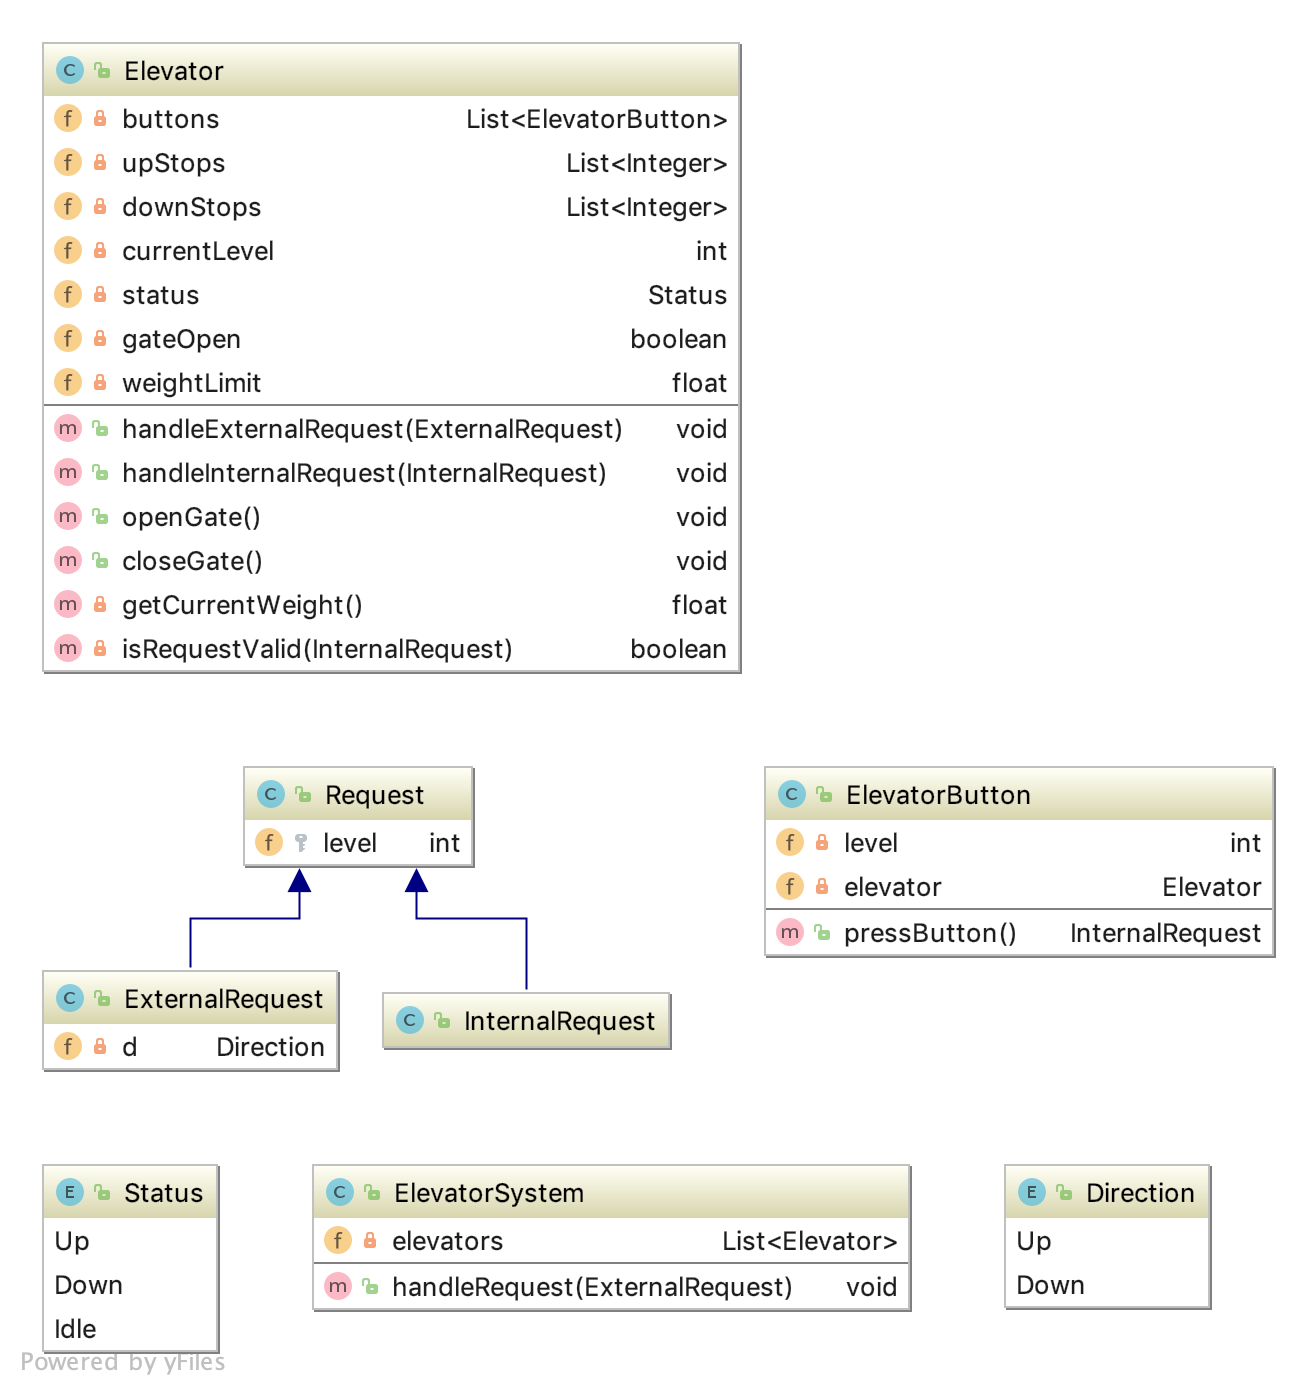 C Elevator
f buttons List<ElevatorButton>
f upStops List<Integer>
f downStops List<Integer>
f currentLevel int
f status Status
f gateOpen boolean
f weightLimit float
m handleExternalRequest(ExternalRequest) void
m handleInternalRequest(InternalRequest) void
m openGate() void
m closeGate() void
m getCurrentWeight() float
m isRequestValid(InternalRequest) boolean
C Request
f level int
C ElevatorButton
f level int
f elevator Elevator
m pressButton() InternalRequest
C ExternalRequest
f d Direction
C InternalRequest
E Status
Up
Down
Idle
C ElevatorSystem
f elevators List<Elevator>
m handleRequest(ExternalRequest) void
E Direction
Up
Down
Powered by yFiles